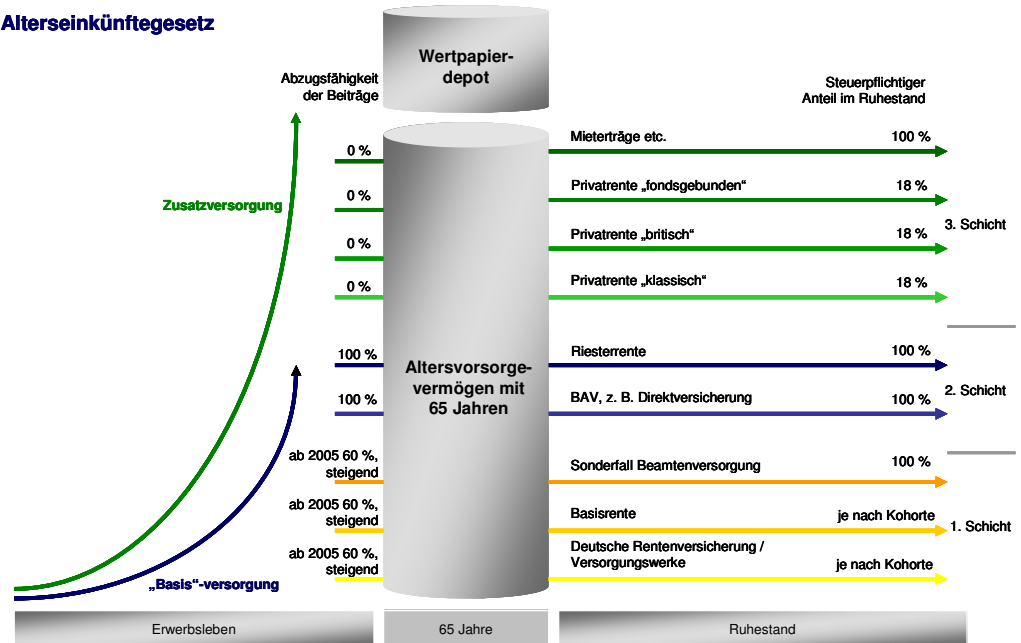 Alterseinkünftegesetz
Wertpapier-
depot
Abzugsfähigkeit
der Beiträge
Steuerpflichtiger
Anteil im Ruhestand
0 %
Mieterträge etc.
100 %
0 %
Privatrente „fondsgebunden“
18 %
Zusatzversorgung
0 %
Privatrente „britisch“
18 %
3. Schicht
0 %
Privatrente „klassisch“
18 %
100 %
Riesterrente
100 %
Altersvorsorge-
vermögen mit
65 Jahren
100 %
BAV, z. B. Direktversicherung
100 %
2. Schicht
ab 2005 60 %,
steigend
Sonderfall Beamtenversorgung
100 %
ab 2005 60 %,
steigend
Basisrente
je nach Kohorte
1. Schicht
ab 2005 60 %,
steigend
Deutsche Rentenversicherung /
Versorgungswerke
je nach Kohorte
„Basis“-versorgung
Erwerbsleben
65 Jahre
Ruhestand